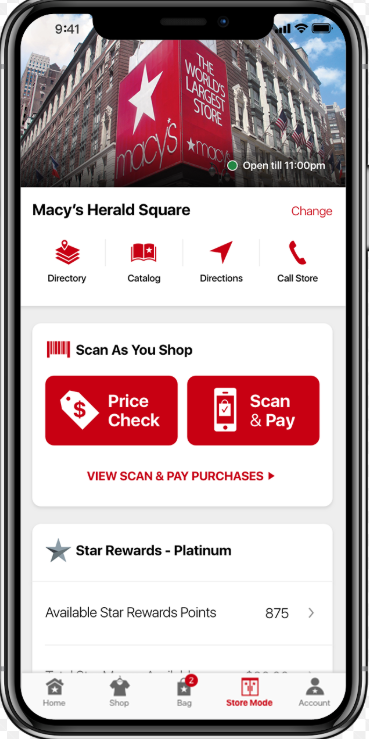 9:41
THE
WORLD'S
LARGEST
STORE
macy's
Open till 11:00pm
Macy's Herald Square
Change
Directory
Catalog
Directions
Call Store
Scan As You Shop
Price
Check
Scan
& Pay
VIEW SCAN & PAY PURCHASES
Star Rewards - Platinum
Available Star Rewards Points 875
2
Home
Shop
Bag
Store Mode
Account